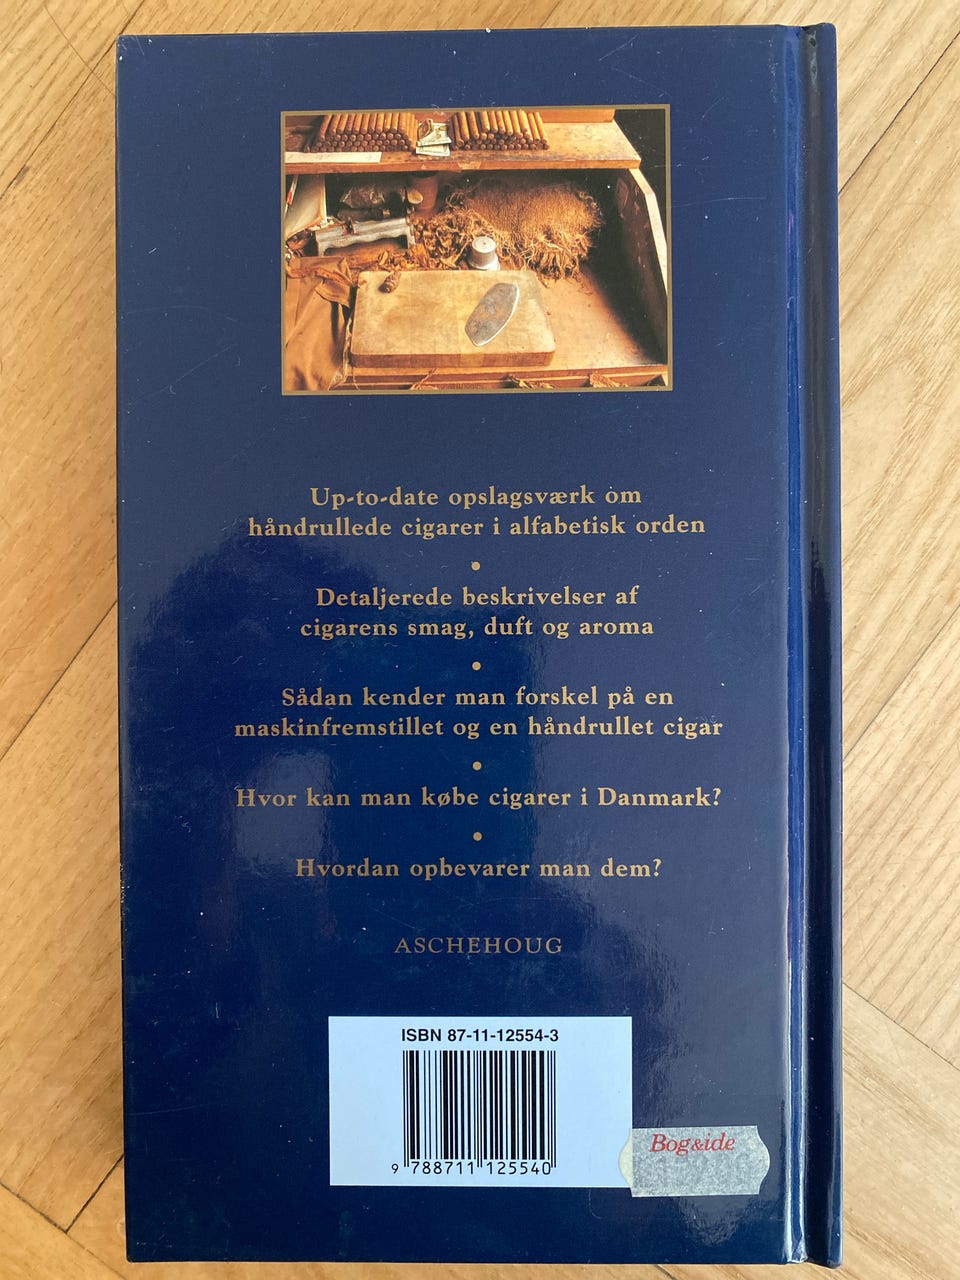 Up-to-date opslagsværk om
håndrullede cigarer i alfabetisk orden
•
Detaljerede beskrivelser af
cigarens smag, duft og aroma
•
Sådan kender man forskel på en
maskinfremstillet og en håndrullet cigar
•
Hvor kan man købe cigarer i Danmark?
•
Hvordan opbevarer man dem?
ASCHEHOUG
ISBN 87-11-12554-3
9 788711 125540
Bog&ide